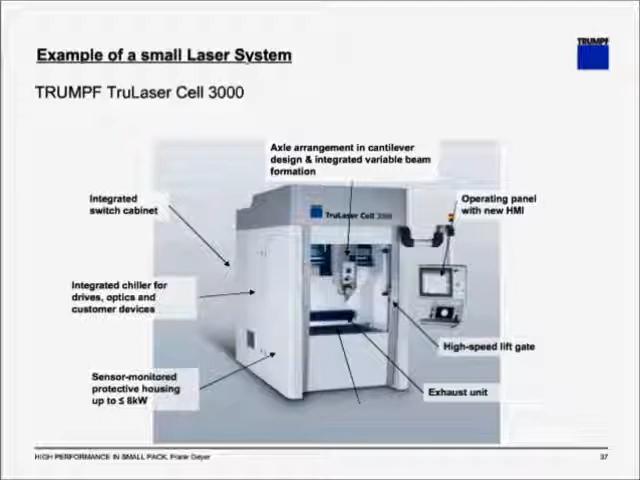 Example of a small Laser System
TRUMPF
TRUMPF TruLaser Cell 3000
Axle arrangement in cantilever
design & integrated variable beam
formation
Integrated
switch cabinet
Operating panel
with new HMI
TruLaser Cell 3000
Integrated chiller for
drives, optics and
customer devices
High-speed lift gate
Sensor-monitored
protective housing
up to ≤ 8kW
Exhaust unit
HIGH PERFORMANCE IN SMALL PACK, Frank Geyer
37